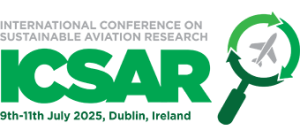 INTERNATIONAL CONFERENCE ON
SUSTAINABLE AVIATION RESEARCH
ICSAR
9th-11th July 2025, Dublin, Ireland